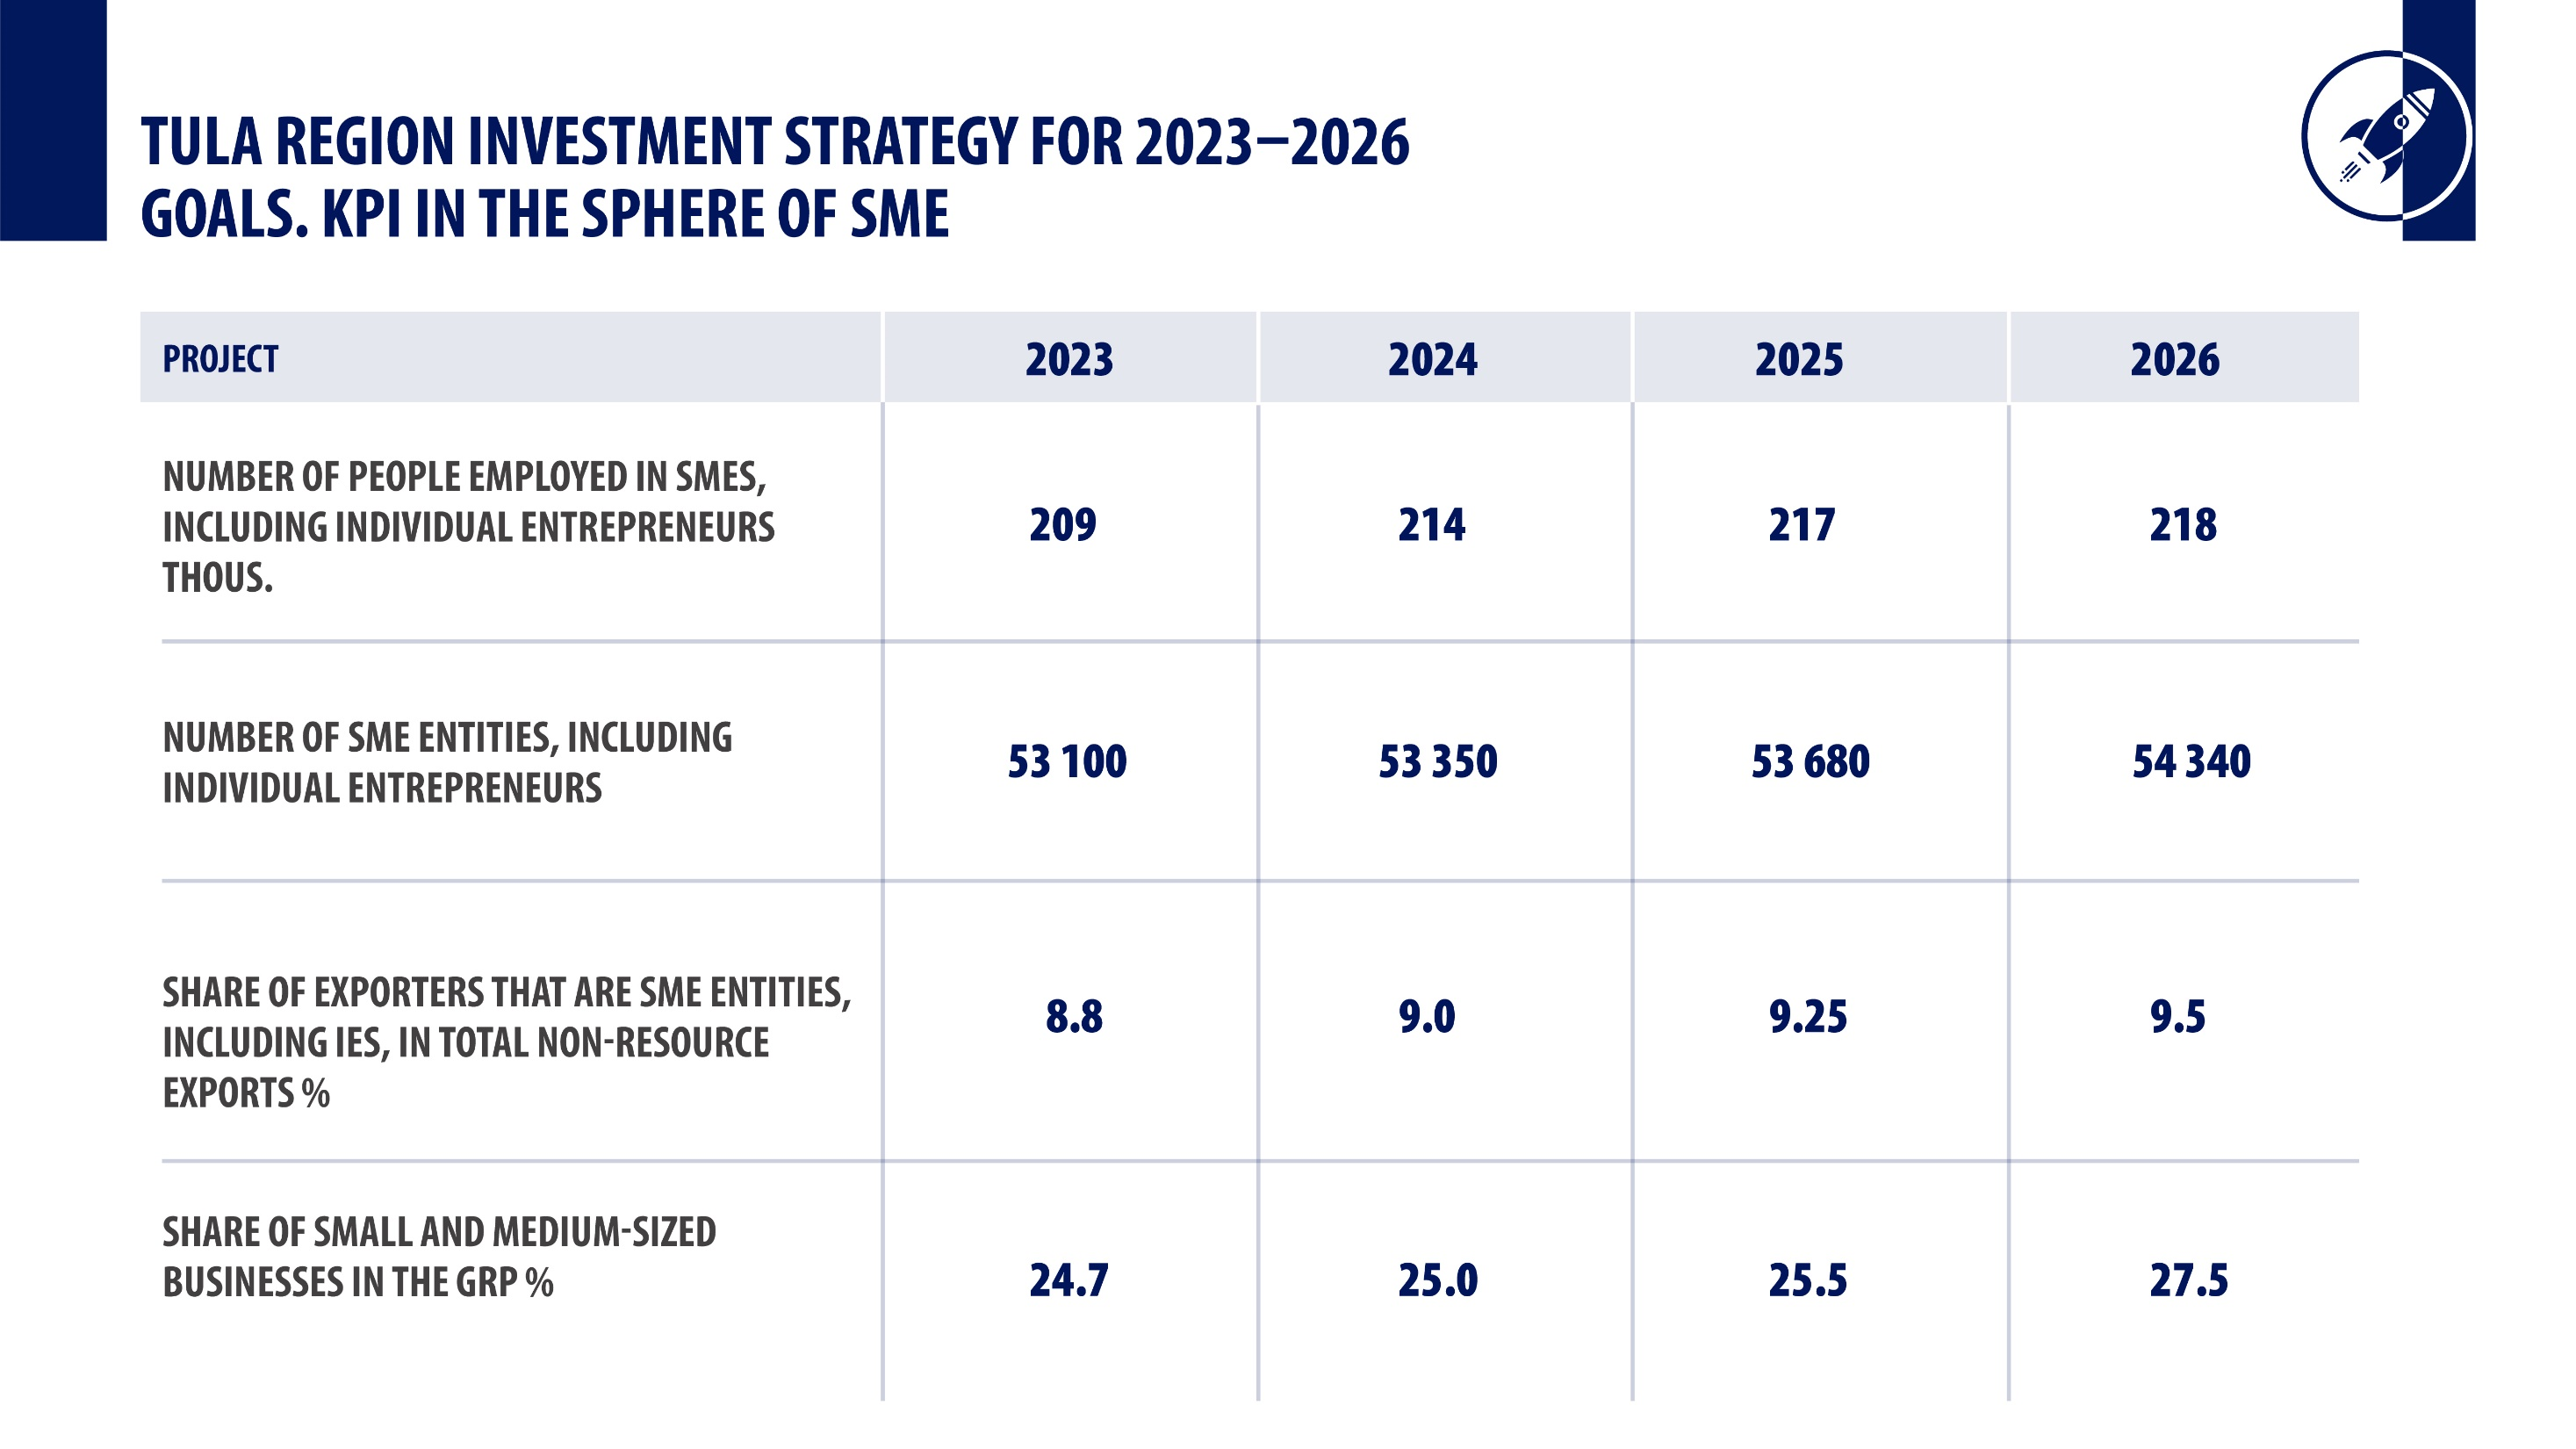 TULA REGION INVESTMENT STRATEGY FOR 2023–2026
GOALS. KPI IN THE SPHERE OF SME
PROJECT 2023 2024 2025 2026
NUMBER OF PEOPLE EMPLOYED IN SMES,
INCLUDING INDIVIDUAL ENTREPRENEURS
THOUS.
209 214 217 218
NUMBER OF SME ENTITIES, INCLUDING
INDIVIDUAL ENTREPRENEURS
53 100 53 350 53 680 54 340
SHARE OF EXPORTERS THAT ARE SME ENTITIES,
INCLUDING IES, IN TOTAL NON-RESOURCE
EXPORTS %
8.8 9.0 9.25 9.5
SHARE OF SMALL AND MEDIUM-SIZED
BUSINESSES IN THE GRP %
24.7 25.0 25.5 27.5